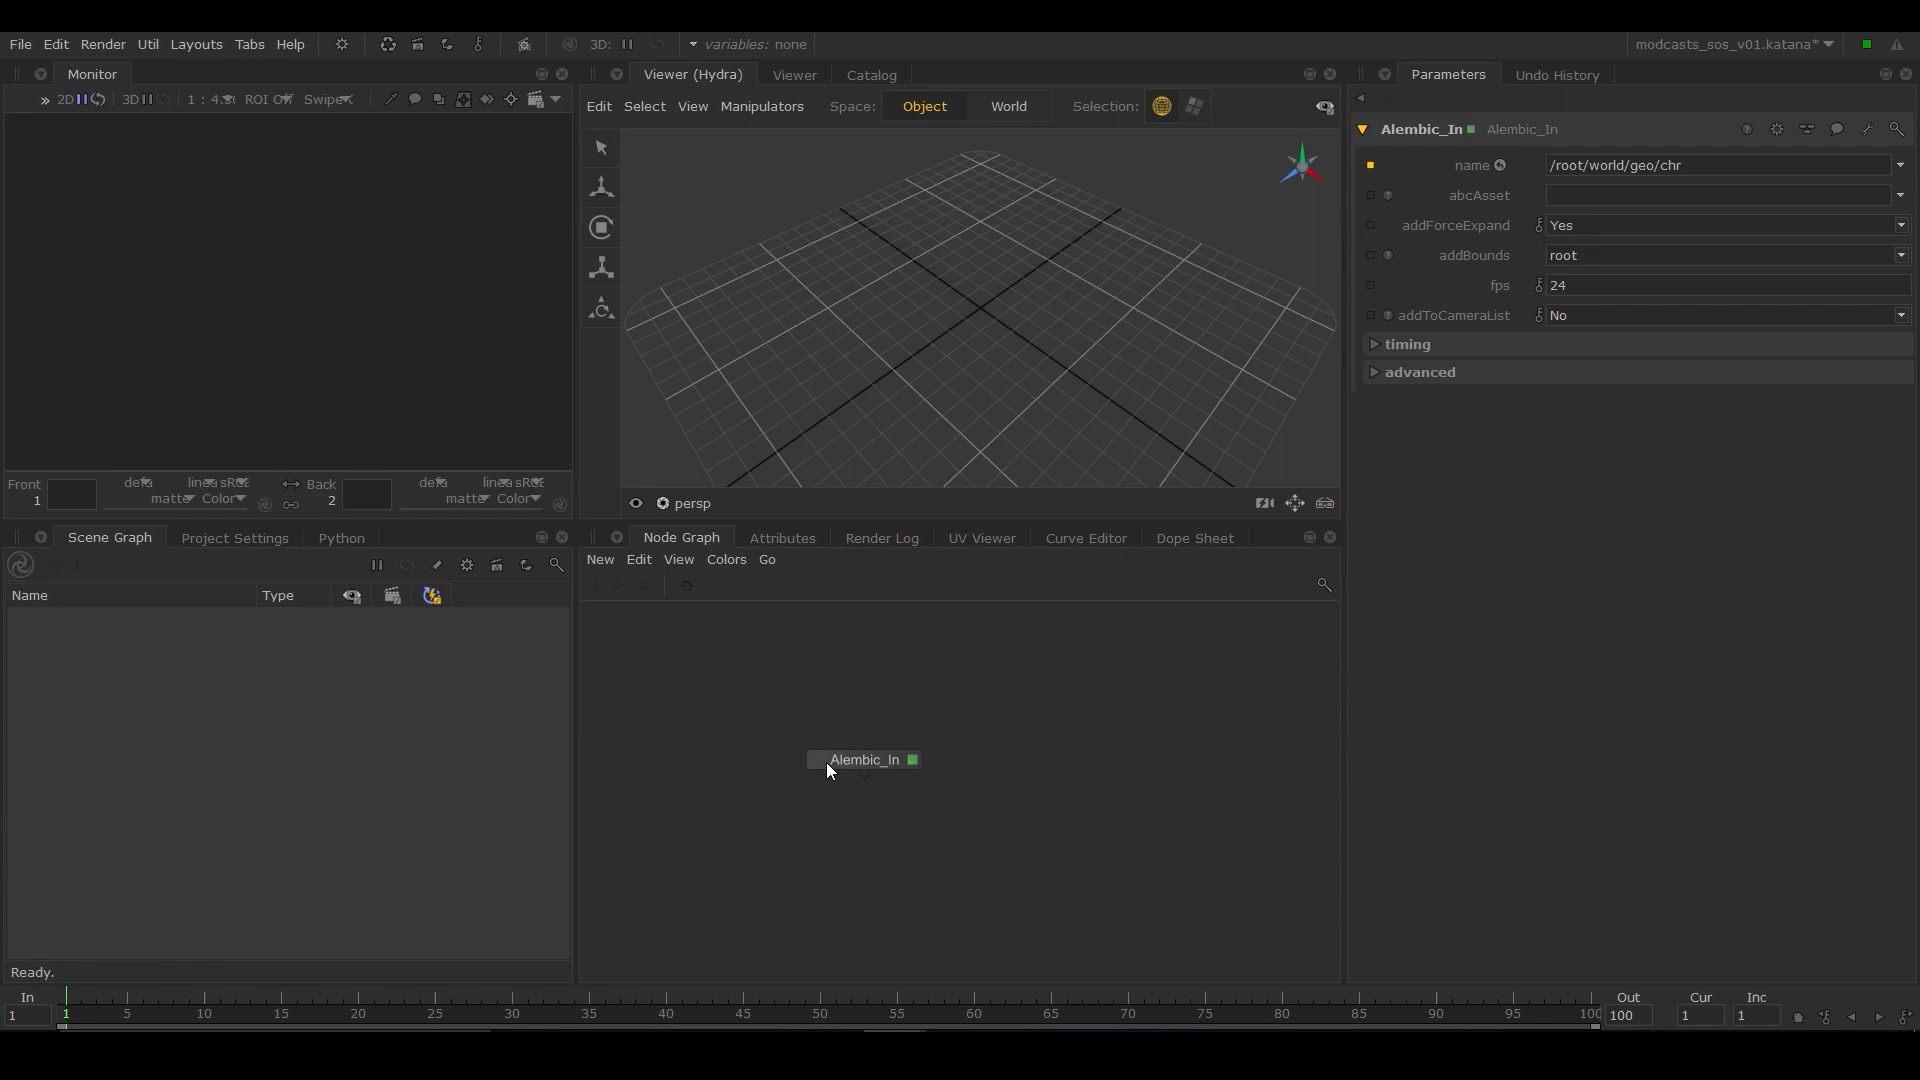 File Edit Render Util Layouts Tabs Help 3D: variables: none modcasts_sos_v01.katana*
Monitor
2D 3D 1 : 4. ROI Off Swipe
Front
1
matte Color
Back
2
matte Color
Viewer (Hydra) Viewer Catalog
Edit Select View Manipulators Space: Object World Selection:
persp
Parameters Undo History
Alembic_In Alembic_In
name /root/world/geo/chr
abcAsset
addForceExpand Yes
addBounds root
fps 24
addToCameraList No
timing
advanced
Scene Graph Project Settings Python
Name Type
Ready.
Node Graph Attributes Render Log UV Viewer Curve Editor Dope Sheet
New Edit View Colors Go
Alembic_In
In
1
1 5 10 15 20 25 30 35 40 45 50 55 60 65 70 75 80 85 90 95 100
Out
100
Cur
1
Inc
1